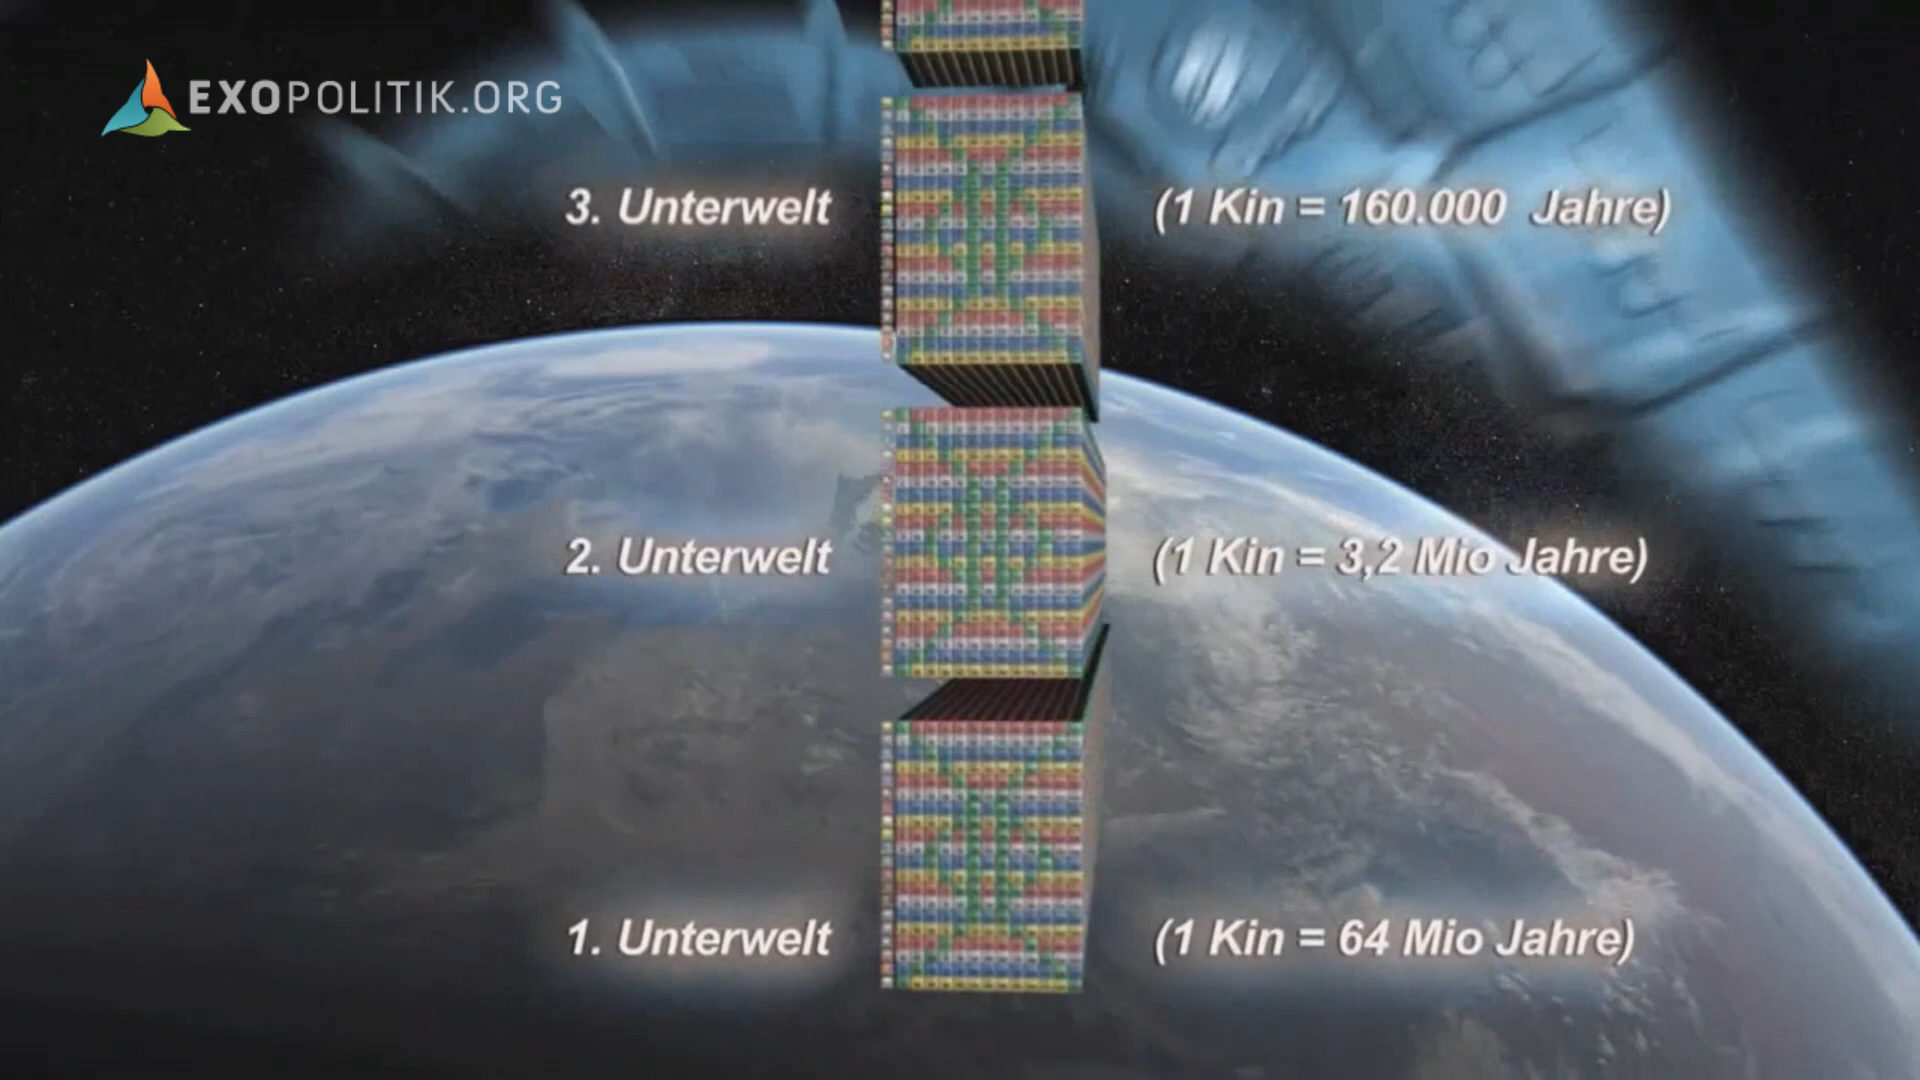 EXOPOLITIK.ORG
3. Unterwelt (1 Kin = 160.000 Jahre)
2. Unterwelt (1 Kin = 3,2 Mio Jahre)
1. Unterwelt (1 Kin = 64 Mio Jahre)